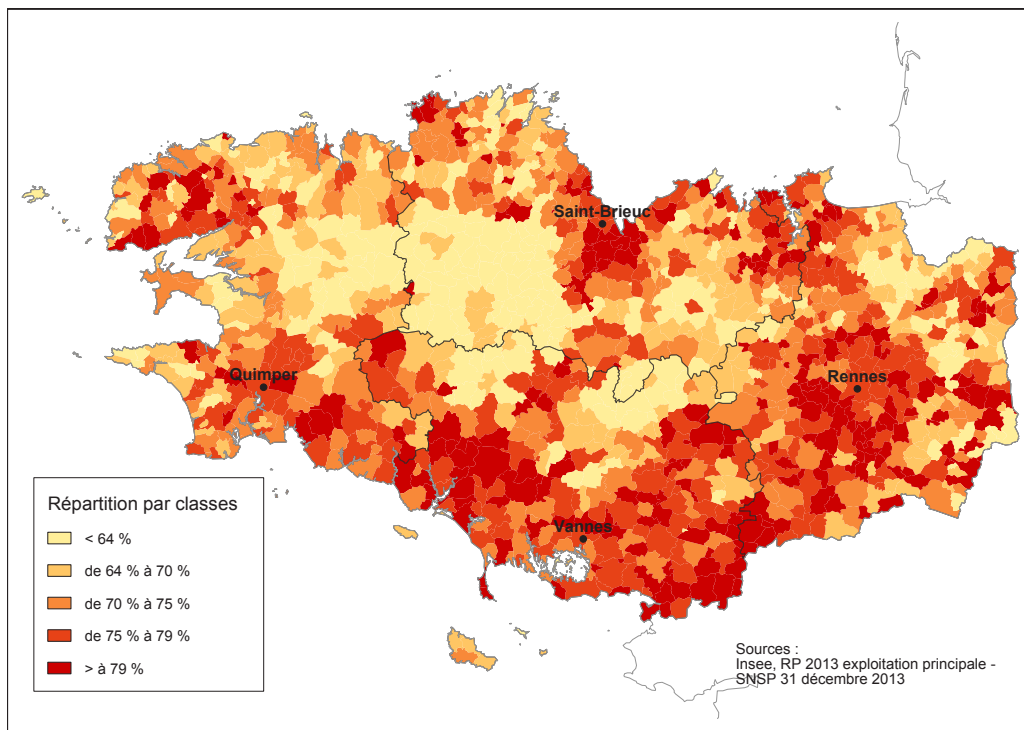 Saint-Brieuc
Quimper
Rennes
Vannes
Répartition par classes
< 64 %
de 64 % à 70 %
de 70 % à 75 %
de 75 % à 79 %
> à 79 %
Sources :
Insee, RP 2013 exploitation principale -
SNSP 31 décembre 2013